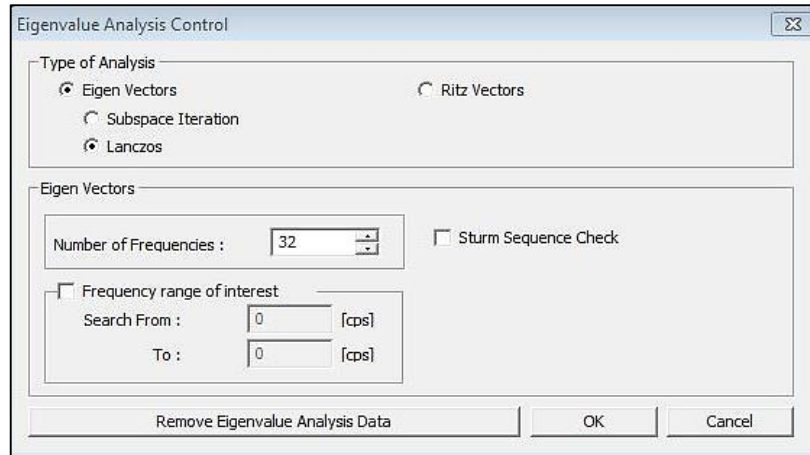 Eigenvalue Analysis Control
Type of Analysis
Eigen Vectors
Ritz Vectors
Subspace Iteration
Lanczos
Eigen Vectors
Number of Frequencies : 32
Sturm Sequence Check
Frequency range of interest
Search From : 0 [cps]
To : 0 [cps]
Remove Eigenvalue Analysis Data
OK
Cancel